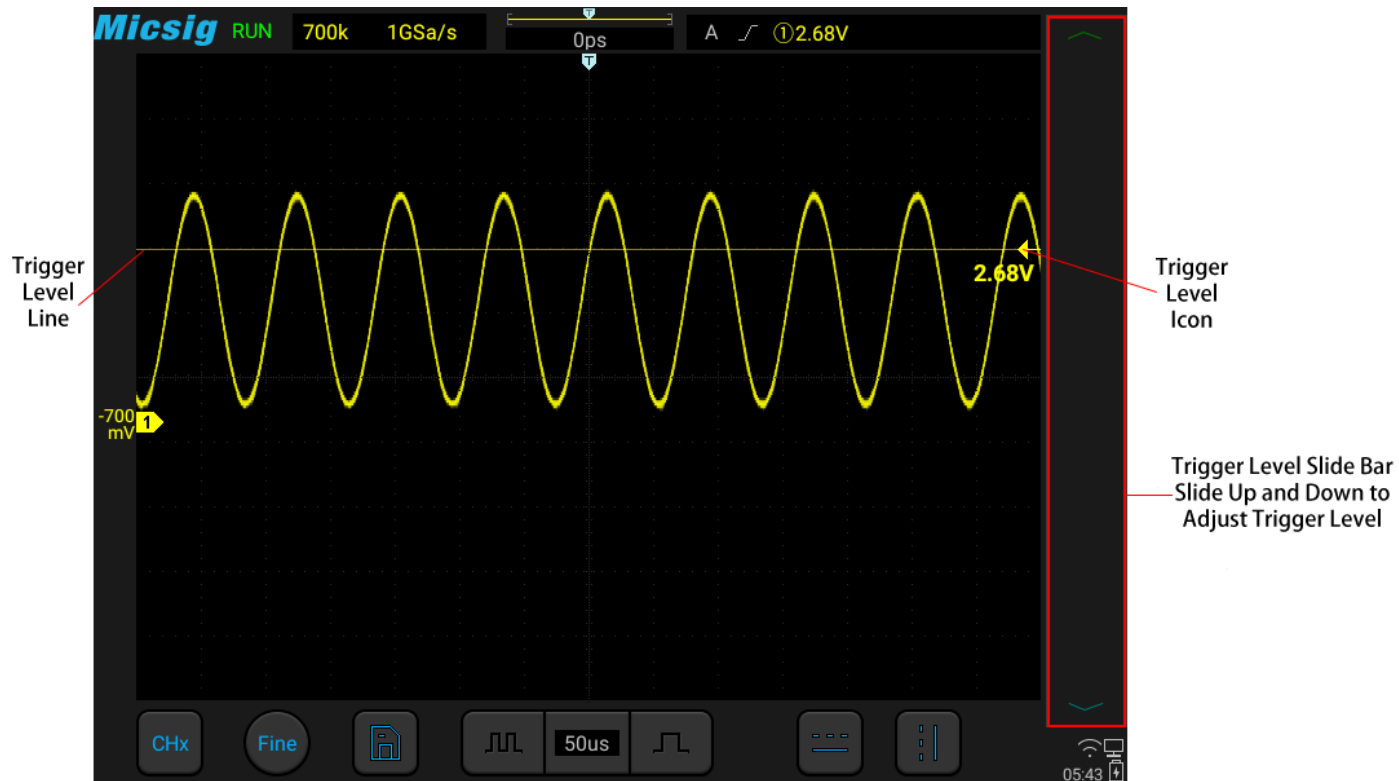 Micsig RUN 700k 1GSa/s 0ps A ①2.68V
T
T
Trigger
Level
Line
2.68V
Trigger
Level
Icon
-700
mV
1
Trigger Level Slide Bar
Slide Up and Down to
Adjust Trigger Level
CHx Fine 50us
05:43